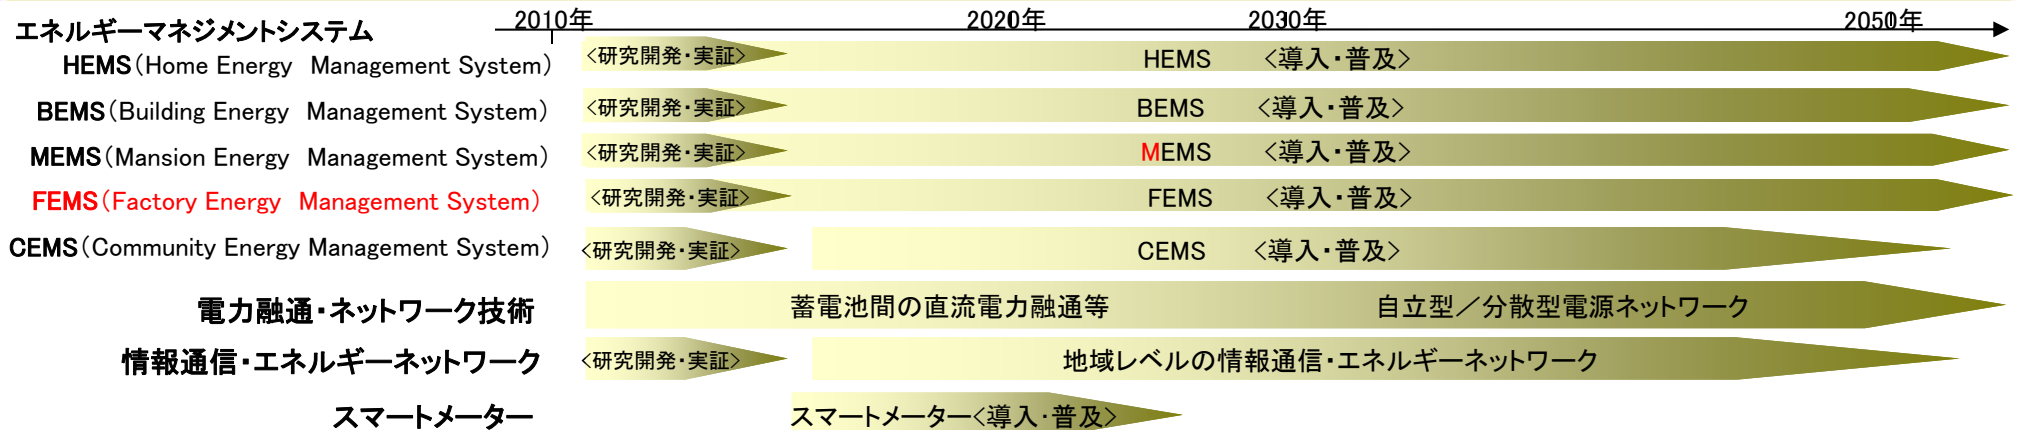 2010年 2020年 2030年 2050年
エネルギーマネジメントシステム
HEMS(Home Energy Management System) <研究開発・実証> HEMS <導入・普及>
BEMS(Building Energy Management System) <研究開発・実証> BEMS <導入・普及>
MEMS(Mansion Energy Management System) <研究開発・実証> MEMS <導入・普及>
FEMS(Factory Energy Management System) <研究開発・実証> FEMS <導入・普及>
CEMS(Community Energy Management System) <研究開発・実証> CEMS <導入・普及>
電力融通・ネットワーク技術 蓄電池間の直流電力融通等 自立型／分散型電源ネットワーク
情報通信・エネルギーネットワーク <研究開発・実証> 地域レベルの情報通信・エネルギーネットワーク
スマートメーター スマートメーター<導入・普及>